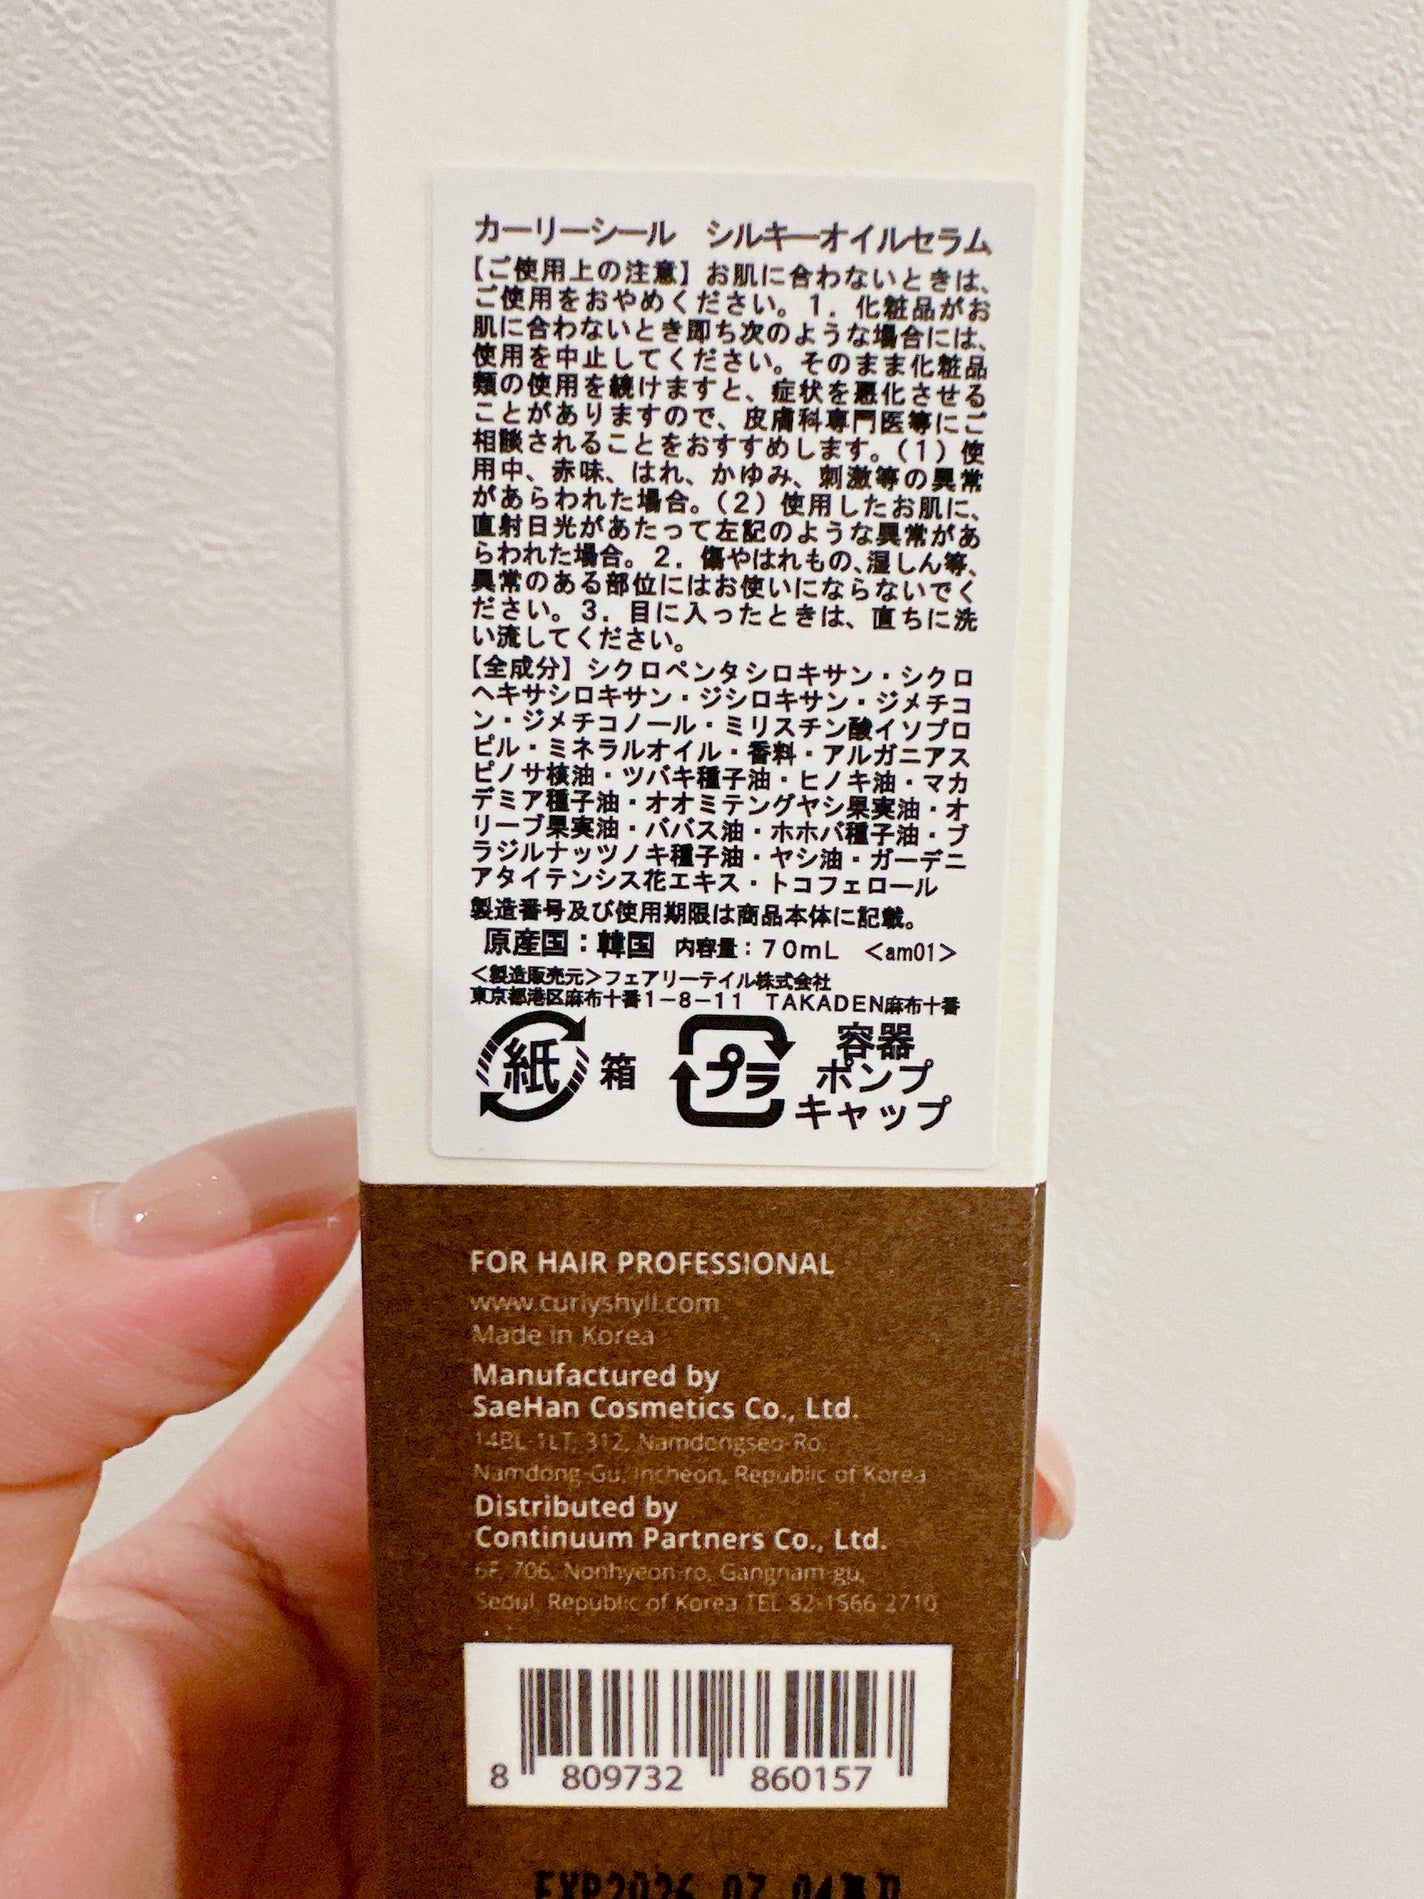 カーリーシール　シルキーオイルセラム
【ご使用上の注意】お肌に合わないときは、
ご使用をおやめください。1．化粧品がお
肌に合わないとき即ち次のような場合には、
使用を中止してください。そのまま化粧品
類の使用を続けますと、症状を悪化させる
ことがありますので、皮膚科専門医等にご
相談されることをおすすめします。（1）使
用中、赤味、はれ、かゆみ、刺激等の異常
があらわれた場合。（2）使用したお肌に、
直射日光があたって左記のような異常があ
らわれた場合。2．傷やはれもの、湿しん等、
異常のある部位にはお使いにならないでく
ださい。3．目に入ったときは、直ちに洗
い流してください。
【全成分】シクロペンタシロキサン・シクロ
ヘキサシロキサン・ジシロキサン・ジメチコ
ン・ジメチコノール・ミリスチン酸イソプロ
ピル・ミネラルオイル・香料・アルガニアス
ピノサ核油・ツバキ種子油・ヒノキ油・マカ
デミア種子油・オオミテングヤシ果実油・オ
リーブ果実油・ババス油・ホホバ種子油・ブ
ラジルナッツノキ種子油・ヤシ油・ガーデニ
アタイテンシス花エキス・トコフェロール
製造番号及び使用期限は商品本体に記載。
原産国：韓国　内容量：70mL　＜am01＞
＜製造販売元＞フェアリーテイル株式会社
東京都港区麻布十番1－8－11　TAKADEN麻布十番
紙 箱 プラ 容器
ポンプ
キャップ
FOR HAIR PROFESSIONAL
www.curlyshyll.com
Made in Korea
Manufactured by
SaeHan Cosmetics Co., Ltd.
14BL-1LT, 312, Namdongseo-Ro,
Namdong-Gu, Incheon, Republic of Korea
Distributed by
Continuum Partners Co., Ltd.
6F, 706, Nonhyeon-ro, Gangnam-gu,
Seoul, Republic of Korea TEL 82-1566-2710
8 809732 860157
EXP2026.02.04